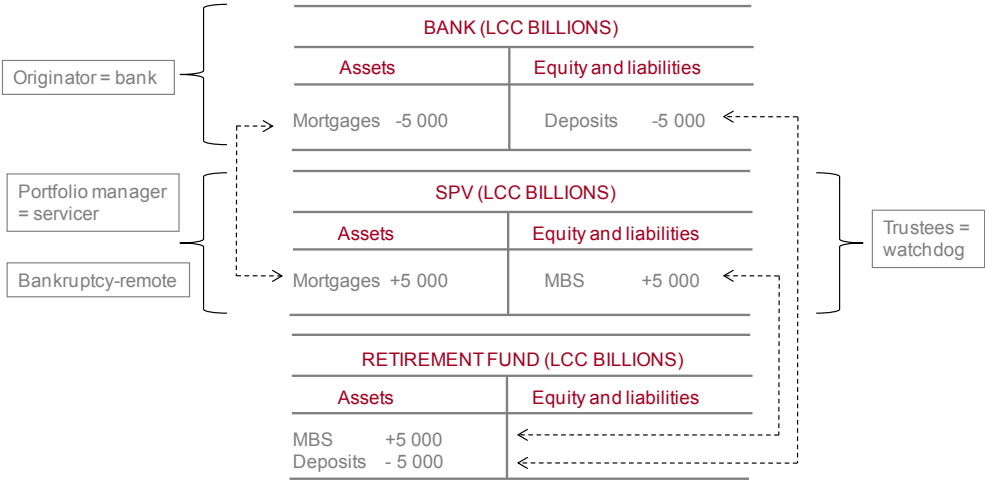 BANK (LCC BILLIONS)
Assets Equity and liabilities
Originator = bank
Mortgages -5 000 Deposits -5 000
Portfolio manager
= servicer
Bankruptcy-remote
SPV (LCC BILLIONS)
Assets Equity and liabilities
Mortgages +5 000 MBS +5 000
Trustees =
watchdog
RETIREMENT FUND (LCC BILLIONS)
Assets Equity and liabilities
MBS +5 000
Deposits - 5 000